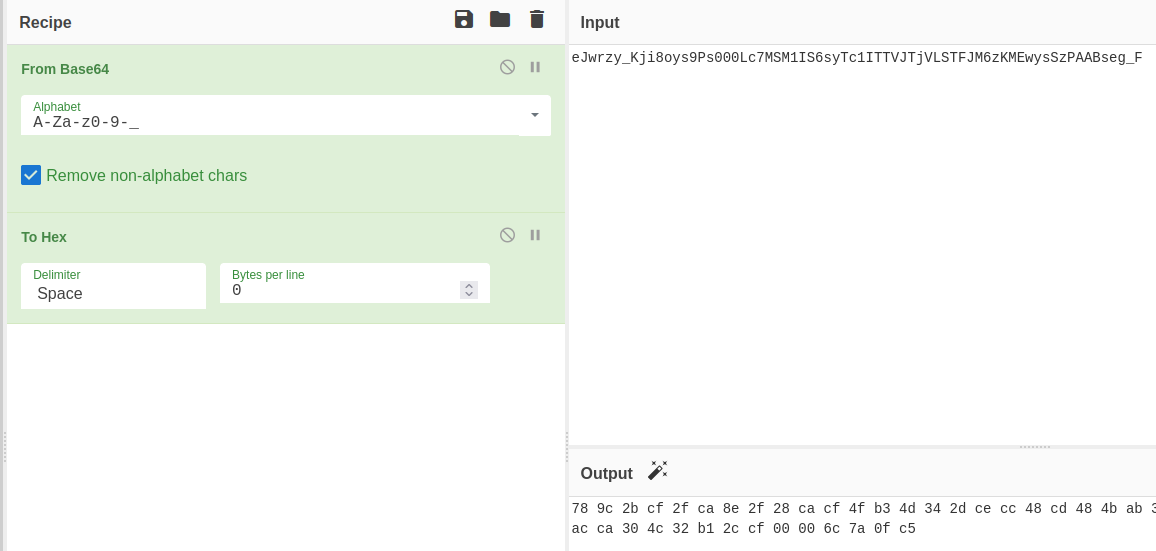 Recipe
From Base64
Alphabet
A-Za-z0-9-_
Remove non-alphabet chars
To Hex
Delimiter
Space
Bytes per line
0
Input
eJwrzy_Kji8oys9Ps000Lc7MSM1IS6syTc1ITTVJTjVLSTFJM6zKMEwysSzPAABseg_F
Output
78 9c 2b cf 2f ca 8e 2f 28 ca cf 4f b3 4d 34 2d ce cc 48 cd 48 4b ab 3
ac ca 30 4c 32 b1 2c cf 00 00 6c 7a 0f c5